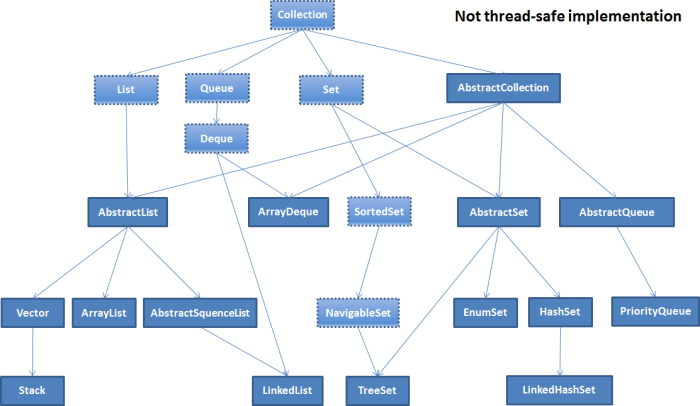 Collection
Not thread-safe implementation
List
Queue
Set
AbstractCollection
Deque
AbstractList
ArrayDeque
SortedSet
AbstractSet
AbstractQueue
Vector
ArrayList
AbstractSquenceList
NavigableSet
EnumSet
HashSet
PriorityQueue
Stack
LinkedList
TreeSet
LinkedHashSet